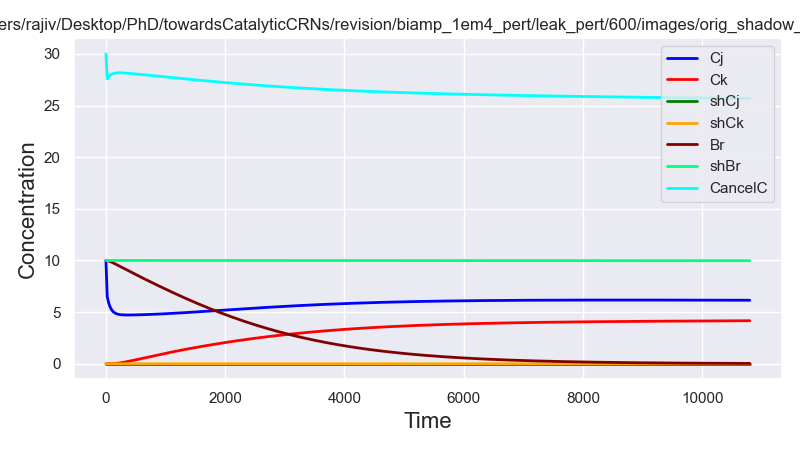 ers/rajiv/Desktop/PhD/towardsCatalyticCRNs/revision/biamp_1em4_pert/leak_pert/600/images/orig_shadow_
30
25
20
15
10
5
0
Concentration
Cj
Ck
shCj
shCk
Br
shBr
CancelC
0 2000 4000 6000 8000 10000
Time